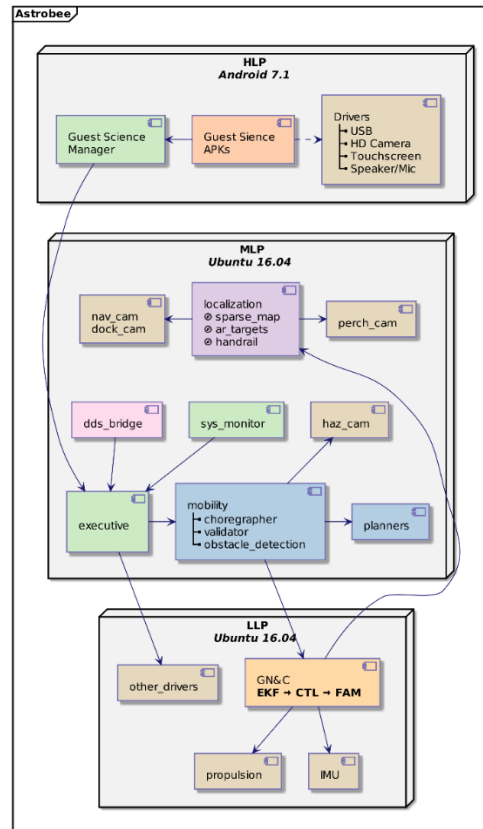 Astrobee
HLP
Android 7.1
Guest Science
Manager
Guest Sience
APKs
Drivers
USB
HD Camera
Touchscreen
Speaker/Mic
MLP
Ubuntu 16.04
nav_cam
dock_cam
localization
⊘ sparse_map
⊘ ar_targets
⊘ handrail
perch_cam
dds_bridge
sys_monitor
haz_cam
executive
mobility
choregrapher
validator
obstacle_detection
planners
LLP
Ubuntu 16.04
other_drivers
GN&C
EKF → CTL → FAM
propulsion
IMU